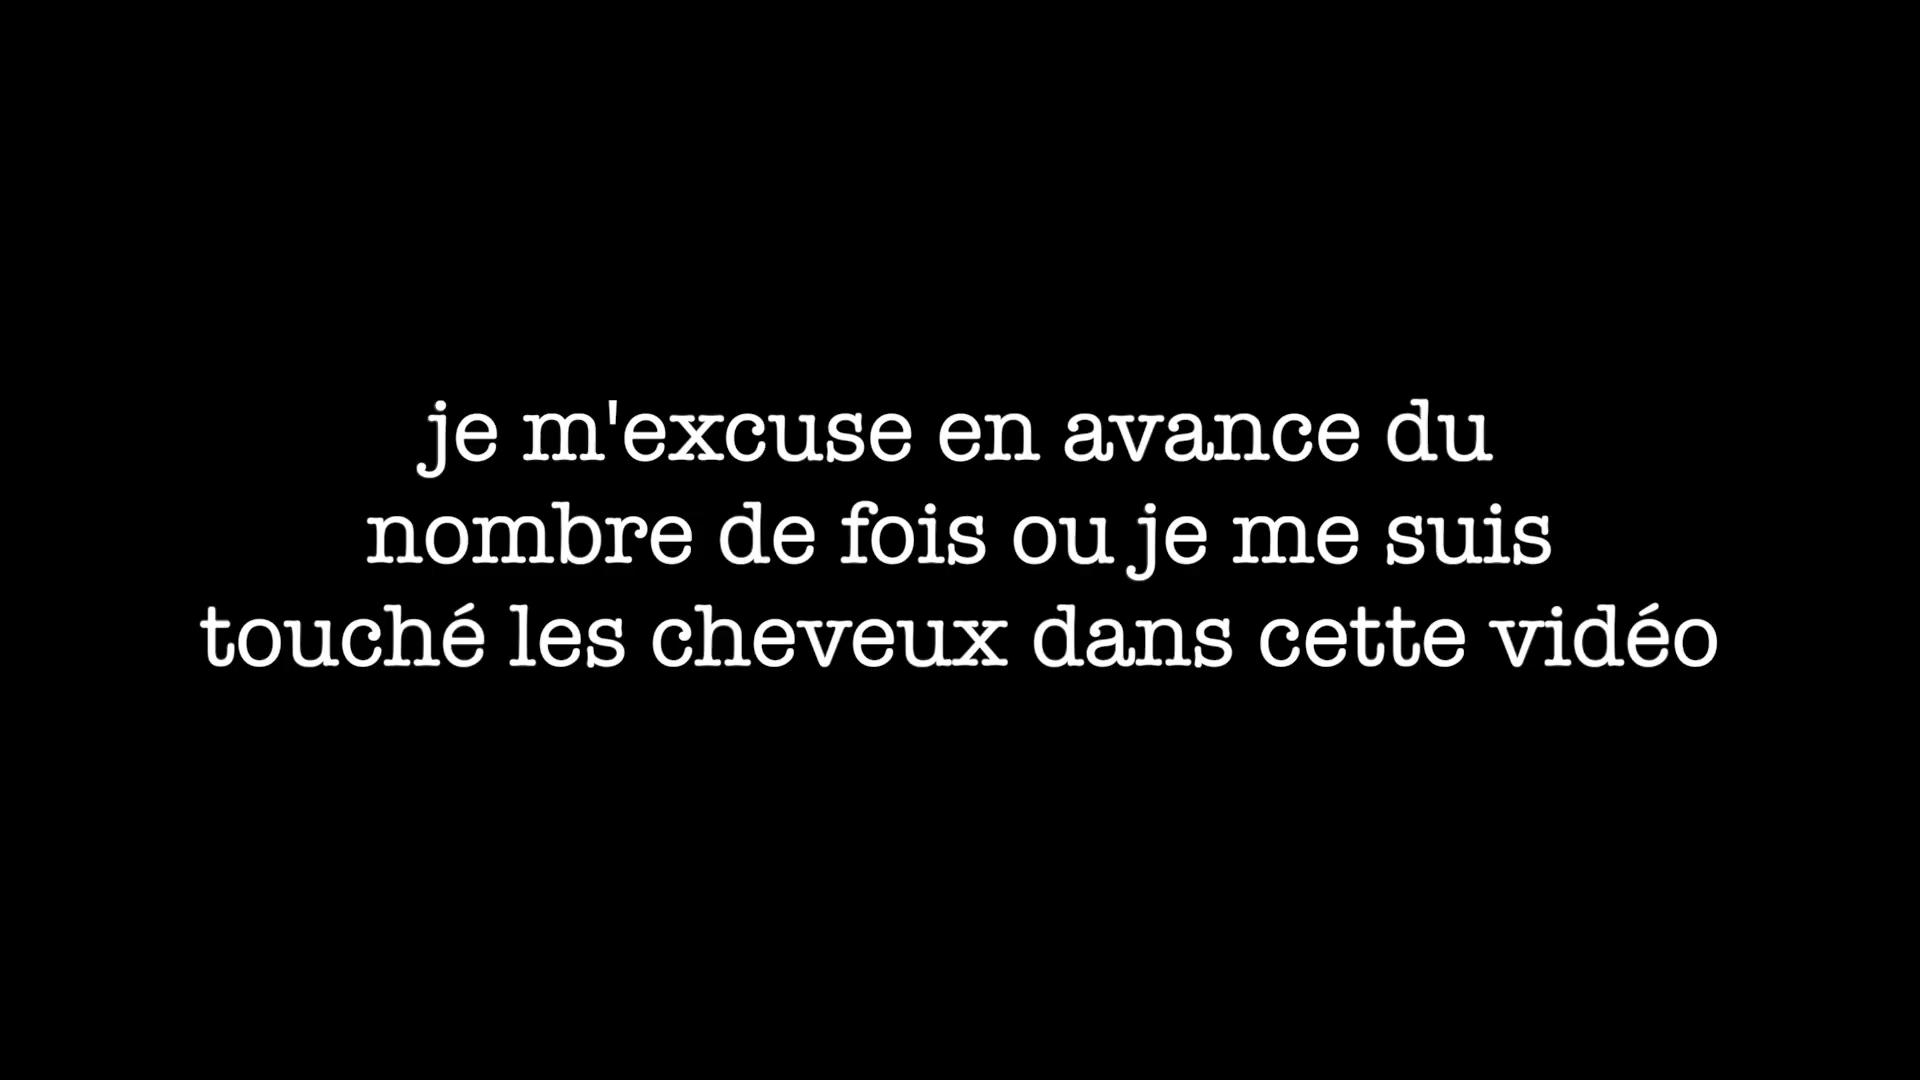 je m'excuse en avance du
nombre de fois ou je me suis
touché les cheveux dans cette vidéo